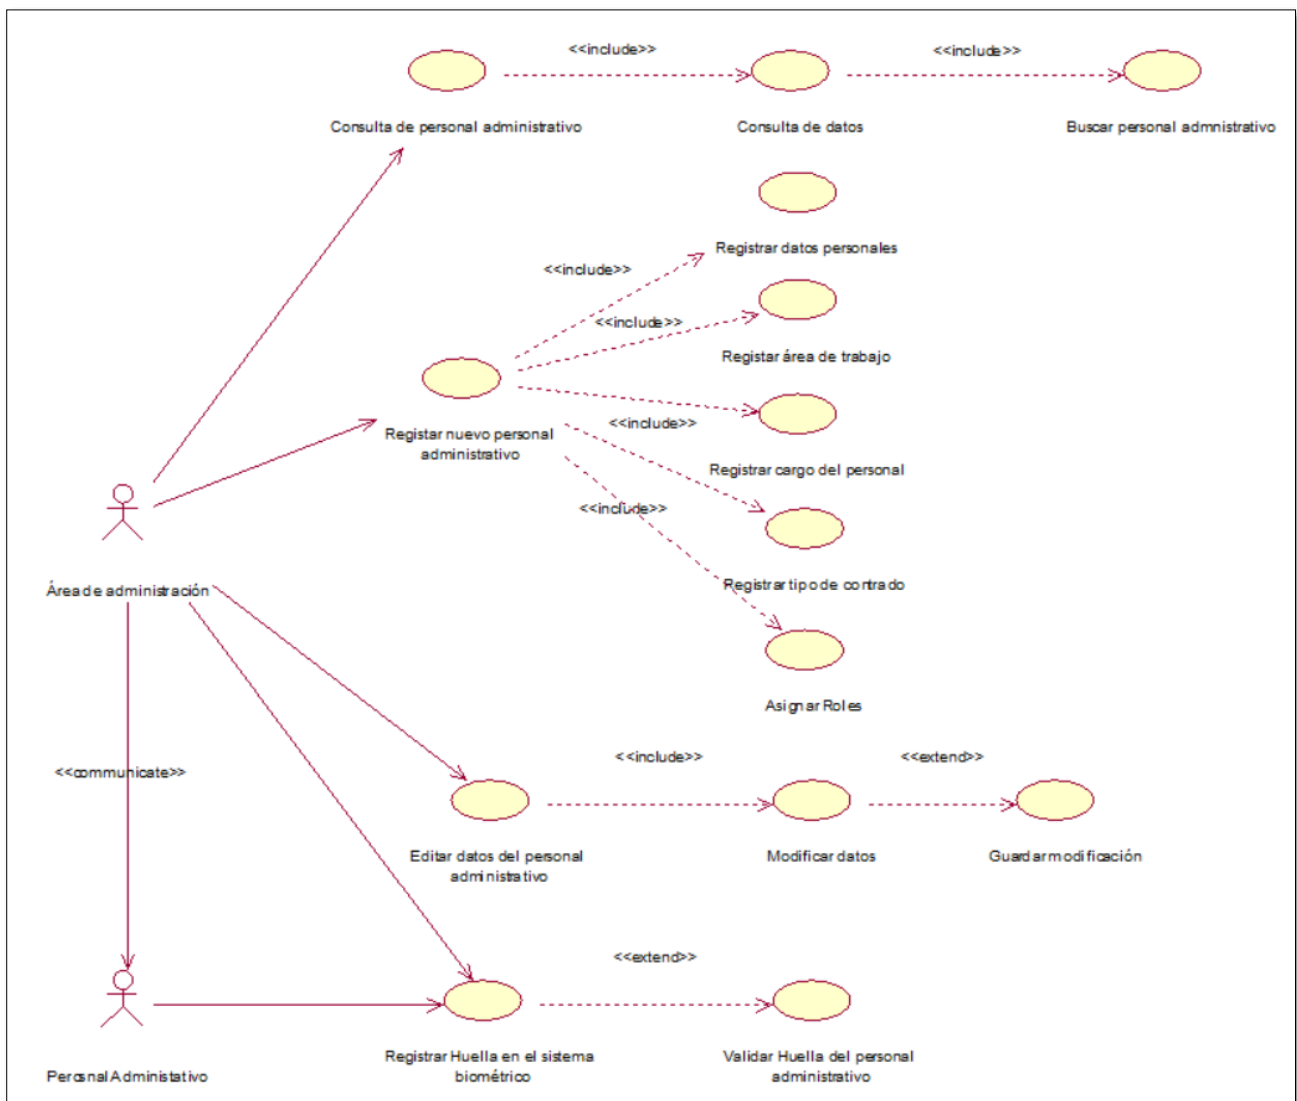 <<include>>
<<include>>
Consulta de personal administrativo
Consulta de datos
Buscar personal admnistrativo
Registrar datos personales
<<include>>
<<include>>
Registar área de trabajo
<<include>>
Registar nuevo personal
administrativo
Registrar cargo del personal
<<include>>
Registrar tipo de contrado
Área de administración
Asignar Roles
<<include>>
<<extend>>
<<communicate>>
Editar datos del personal
administrativo
Modificar datos
Guardar modificación
<<extend>>
Registrar Huella en el sistema
biométrico
Validar Huella del personal
administrativo
Perosnal Administativo